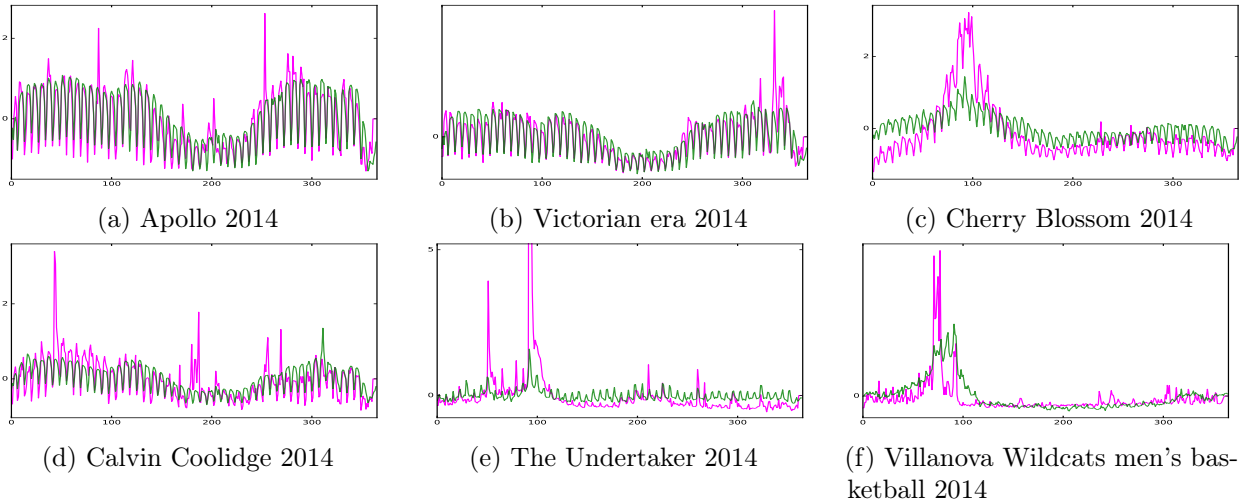 2
0
0 100 200 300
(a) Apollo 2014
0
0 100 200 300
(b) Victorian era 2014
2
0
0 100 200 300
(c) Cherry Blossom 2014
2
0
0 100 200 300
(d) Calvin Coolidge 2014
5
0
0 100 200 300
(e) The Undertaker 2014
0
0 100 200 300
(f) Villanova Wildcats men's bas-
ketball 2014